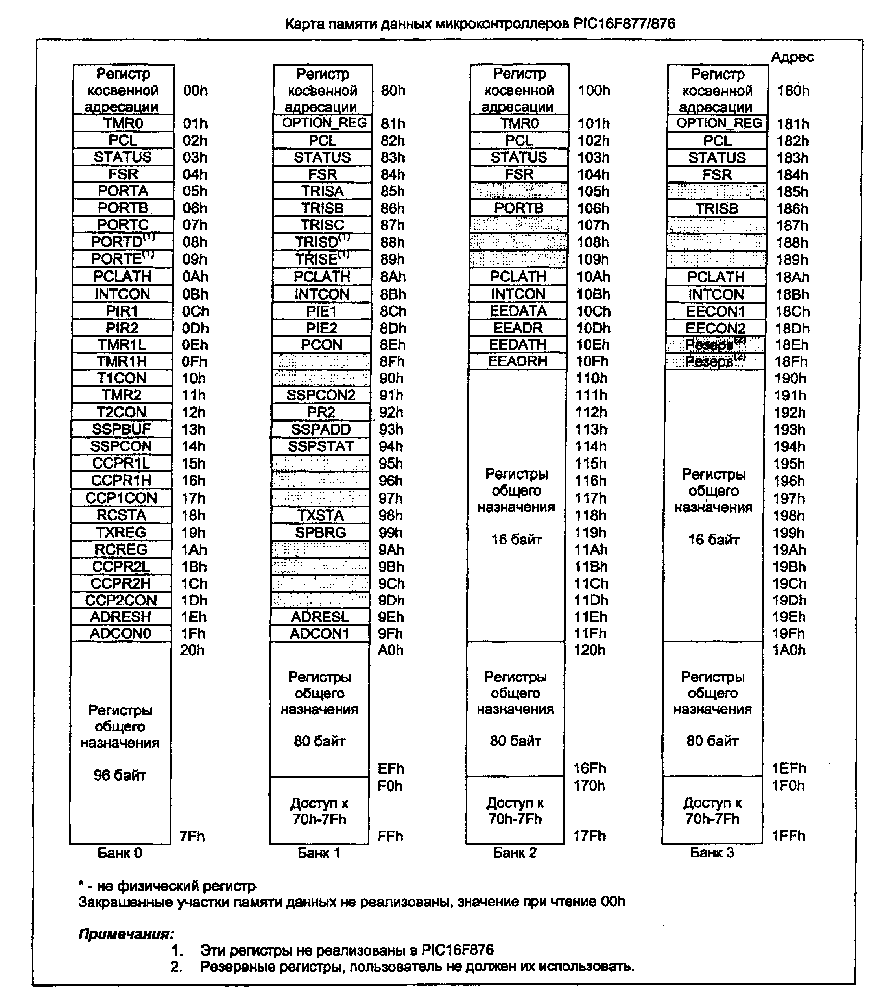 Карта памяти данных микроконтроллеров PIC16F877/876
Адрес
Регистр Регистр Регистр Регистр
косвенной 00h косвенной 80h косвенной 100h косвенной 180h
адресации адресации адресации адресации
TMR0 01h OPTION_REG 81h TMR0 101h OPTION_REG 181h
PCL 02h PCL 82h PCL 102h PCL 182h
STATUS 03h STATUS 83h STATUS 103h STATUS 183h
FSR 04h FSR 84h FSR 104h FSR 184h
PORTA 05h TRISA 85h 105h 185h
PORTB 06h TRISB 86h PORTB 106h TRISB 186h
PORTC 07h TRISC 87h 107h 187h
PORTD(1) 08h TRISD(1) 88h 108h 188h
PORTE(1) 09h TRISE(1) 89h 109h 189h
PCLATH 0Ah PCLATH 8Ah PCLATH 10Ah PCLATH 18Ah
INTCON 0Bh INTCON 8Bh INTCON 10Bh INTCON 18Bh
PIR1 0Ch PIE1 8Ch EEDATA 10Ch EECON1 18Ch
PIR2 0Dh PIE2 8Dh EEADR 10Dh EECON2 18Dh
TMR1L 0Eh PCON 8Eh EEDATH 10Eh Резерв(2) 18Eh
TMR1H 0Fh 8Fh EEADRH 10Fh Резерв(2) 18Fh
T1CON 10h 90h 110h 190h
TMR2 11h SSPCON2 91h 111h 191h
T2CON 12h PR2 92h 112h 192h
SSPBUF 13h SSPADD 93h 113h 193h
SSPCON 14h SSPSTAT 94h 114h 194h
CCPR1L 15h 95h 115h 195h
CCPR1H 16h 96h Регистры 116h Регистры 196h
CCP1CON 17h 97h общего 117h общего 197h
RCSTA 18h TXSTA 98h назначения 118h назначения 198h
TXREG 19h SPBRG 99h 16 байт 119h 16 байт 199h
RCREG 1Ah 9Ah 11Ah 19Ah
CCPR2L 1Bh 9Bh 11Bh 19Bh
CCPR2H 1Ch 9Ch 11Ch 19Ch
CCP2CON 1Dh 9Dh 11Dh 19Dh
ADRESH 1Eh ADRESL 9Eh 11Eh 19Eh
ADCON0 1Fh ADCON1 9Fh 11Fh 19Fh
20h A0h 120h 1A0h
Регистры Регистры Регистры
общего общего общего
Регистры назначения назначения назначения
общего
назначения 80 байт 80 байт 80 байт
96 байт EFh 16Fh 1EFh
F0h 170h 1F0h
Доступ к Доступ к Доступ к
70h-7Fh 70h-7Fh 70h-7Fh
7Fh FFh 17Fh 1FFh
Банк 0 Банк 1 Банк 2 Банк 3
* - не физический регистр
Закрашенные участки памяти данных не реализованы, значение при чтение 00h
Примечания:
1. Эти регистры не реализованы в PIC16F876
2. Резервные регистры, пользователь не должен их использовать.